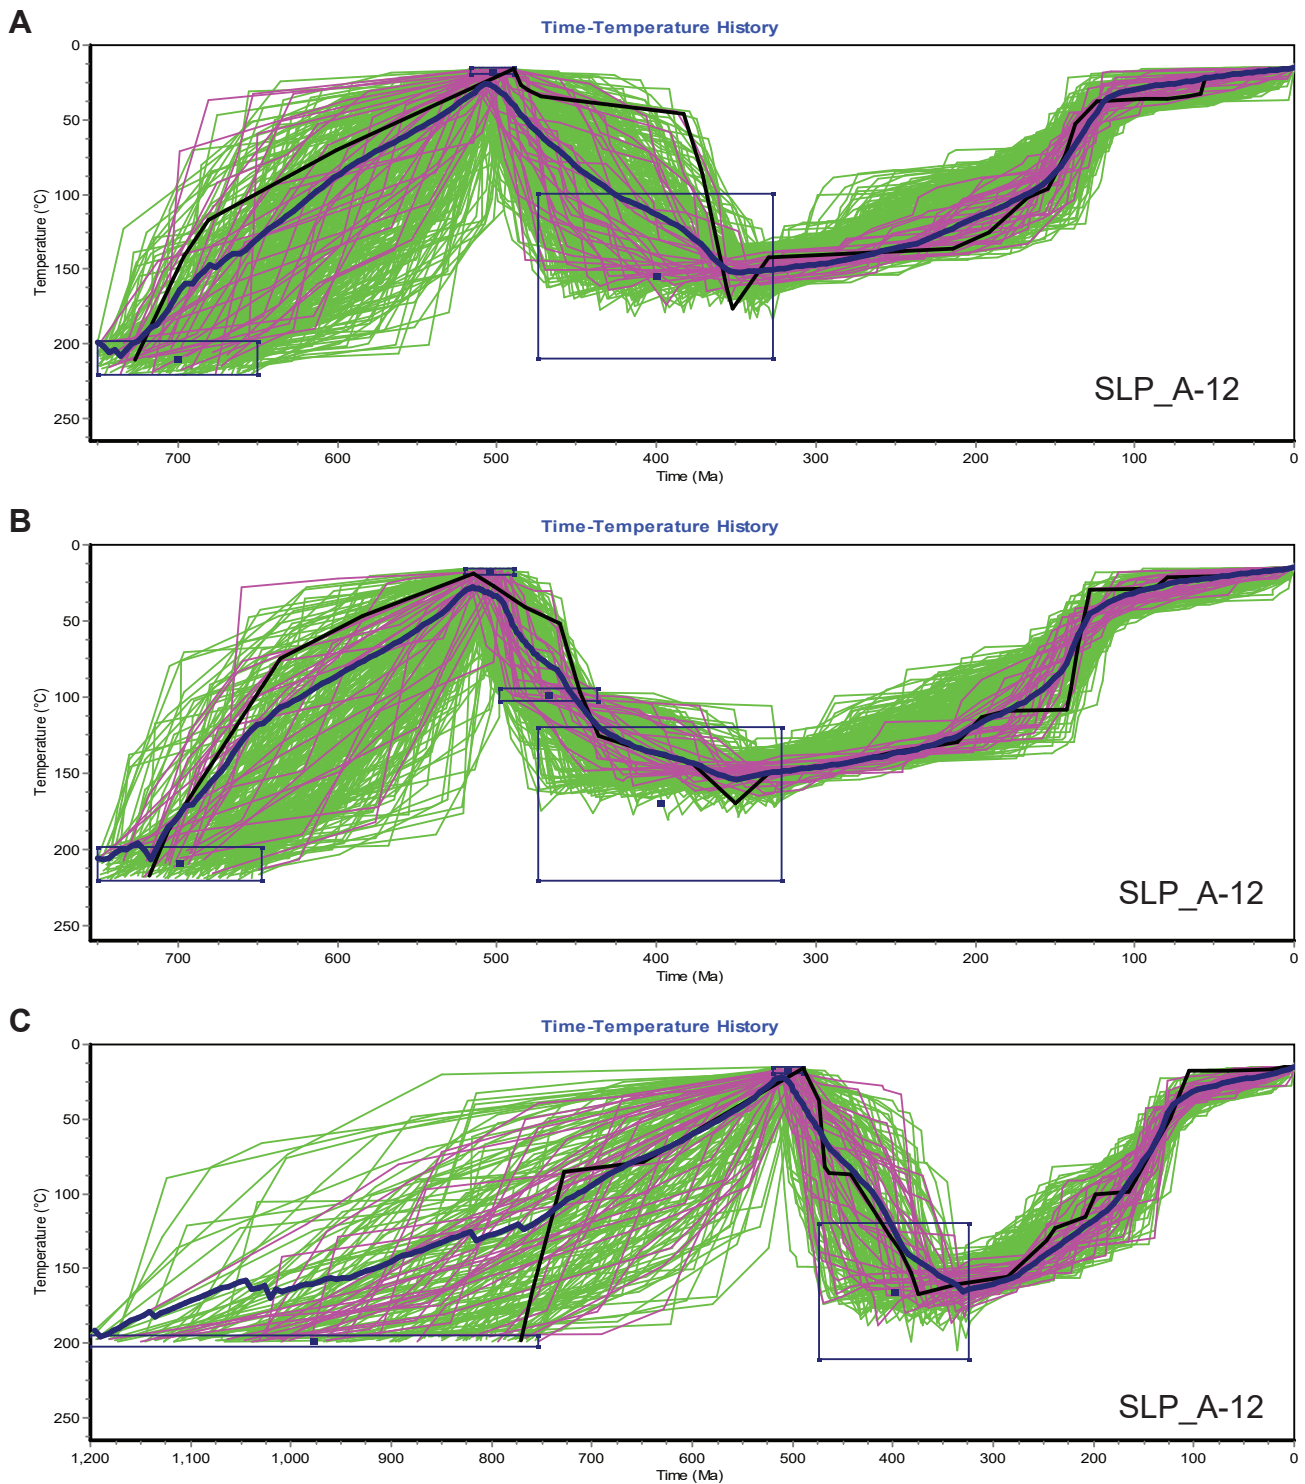 A
Time-Temperature History
0
50
100
150
200
250
Temperature (°C)
700 600 500 400 300 200 100 0
Time (Ma)
SLP_A-12
B
Time-Temperature History
0
50
100
150
200
250
Temperature (°C)
700 600 500 400 300 200 100 0
Time (Ma)
SLP_A-12
C
Time-Temperature History
0
50
100
150
200
250
Temperature (°C)
1,200 1,100 1,000 900 800 700 600 500 400 300 200 100 0
Time (Ma)
SLP_A-12